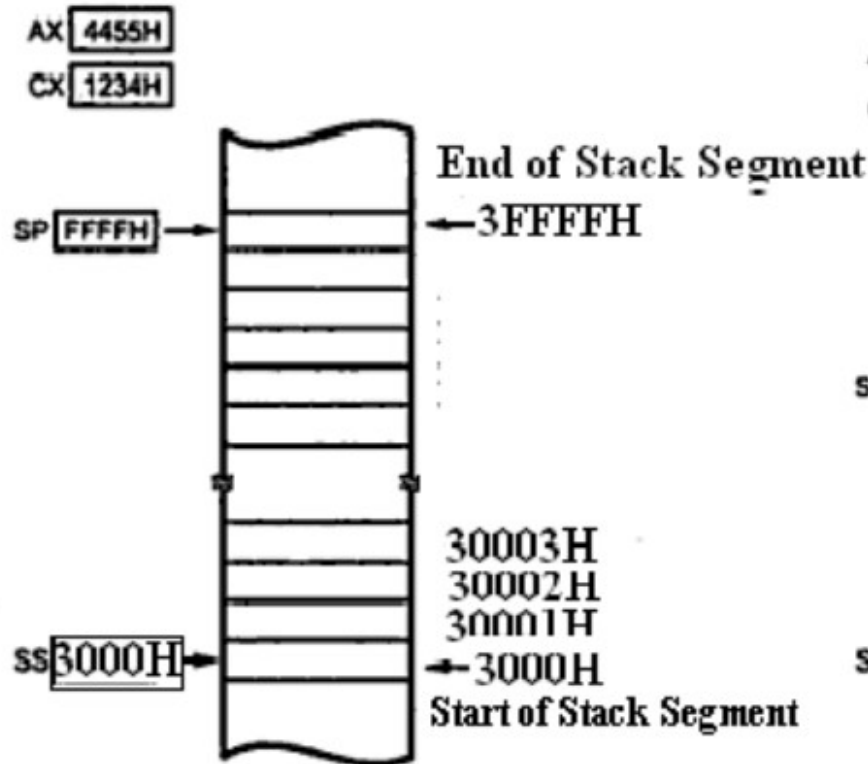 AX 4455H
CX 1234H
End of Stack Segment
SP FFFFH
3FFFFH
30003H
30002H
30001H
SS 3000H
3000H
Start of Stack Segment